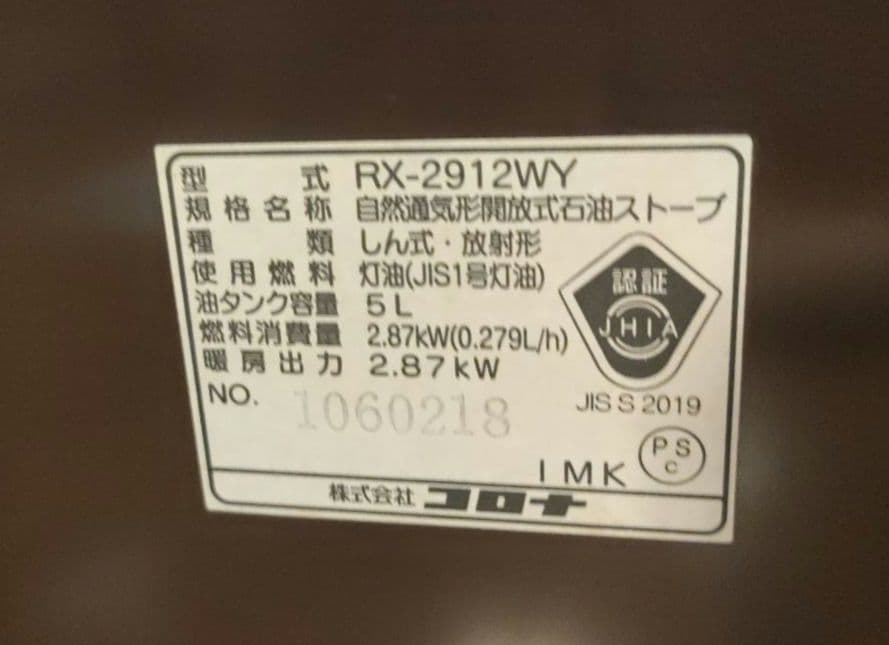 型式 RX-2912WY
規格名称 自然通気形開放式石油ストーブ
種類 しん式・放射形
使用燃料 灯油(JIS1号灯油)
油タンク容量 5L
燃料消費量 2.87kW(0.279L/h)
暖房出力 2.87kW
認証
JHIA
JIS S 2019
NO. 1060218
IMK
PS
C
株式会社 コロナ